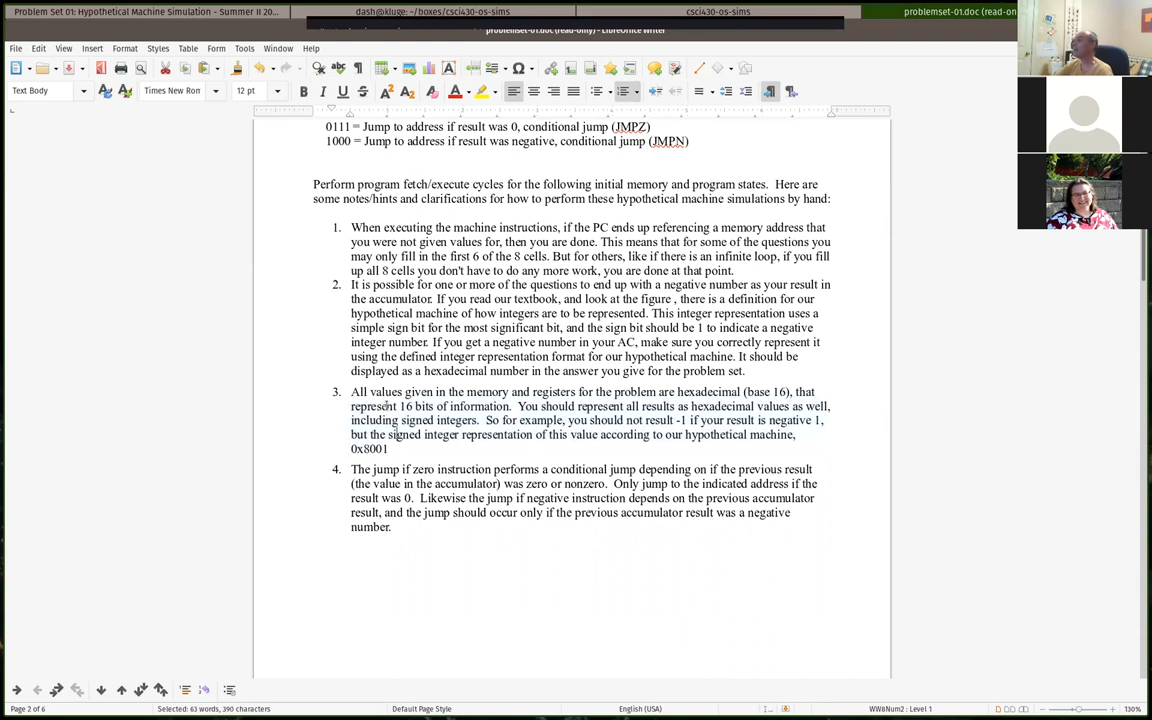 Problem Set 01: Hypothetical Machine Simulation - Summer II 20...
dash@kluge: ~/boxes/csci430-os-sims
csci430-os-sims
problemset-01.doc (read-on
problemset-01.doc (read-only) - LibreOffice Writer
File Edit View Insert Format Styles Table Form Tools Window Help
Text Body
Times New Rom
12 pt
0111 = Jump to address if result was 0, conditional jump (JMPZ)
1000 = Jump to address if result was negative, conditional jump (JMPN)
Perform program fetch/execute cycles for the following initial memory and program states. Here are
some notes/hints and clarifications for how to perform these hypothetical machine simulations by hand:
1. When executing the machine instructions, if the PC ends up referencing a memory address that
you were not given values for, then you are done. This means that for some of the questions you
may only fill in the first 6 of the 8 cells. But for others, like if there is an infinite loop, if you fill
up all 8 cells you don't have to do any more work, you are done at that point.
2. It is possible for one or more of the questions to end up with a negative number as your result in
the accumulator. If you read our textbook, and look at the figure , there is a definition for our
hypothetical machine of how integers are to be represented. This integer representation uses a
simple sign bit for the most significant bit, and the sign bit should be 1 to indicate a negative
integer number. If you get a negative number in your AC, make sure you correctly represent it
using the defined integer representation format for our hypothetical machine. It should be
displayed as a hexadecimal number in the answer you give for the problem set.
3. All values given in the memory and registers for the problem are hexadecimal (base 16), that
represent 16 bits of information. You should represent all results as hexadecimal values as well,
including signed integers. So for example, you should not result -1 if your result is negative 1,
but the signed integer representation of this value according to our hypothetical machine,
0x8001
4. The jump if zero instruction performs a conditional jump depending on if the previous result
(the value in the accumulator) was zero or nonzero. Only jump to the indicated address if the
result was 0. Likewise the jump if negative instruction depends on the previous accumulator
result, and the jump should occur only if the previous accumulator result was a negative
number.
Page 2 of 6
Selected: 63 words, 390 characters
Default Page Style
English (USA)
WW8Num2 : Level 1
130%